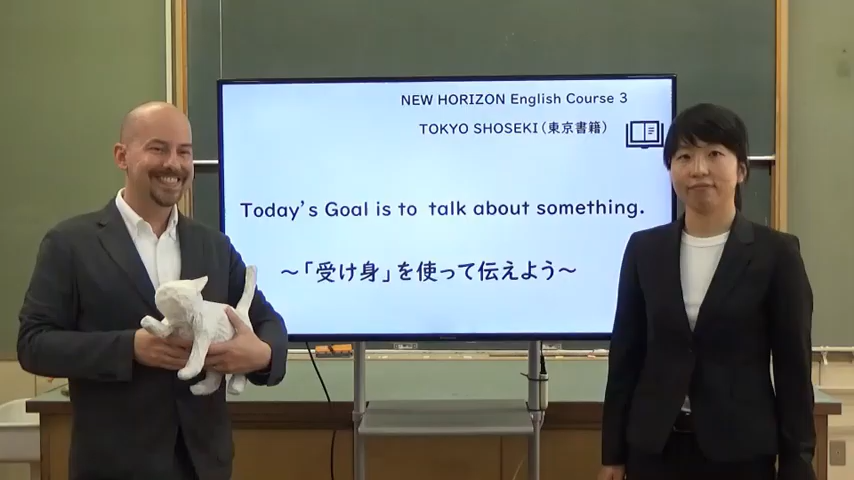 NEW HORIZON English Course 3
TOKYO SHOSEKI（東京書籍）
Today's Goal is to talk about something.
～「受け身」を使って伝えよう～